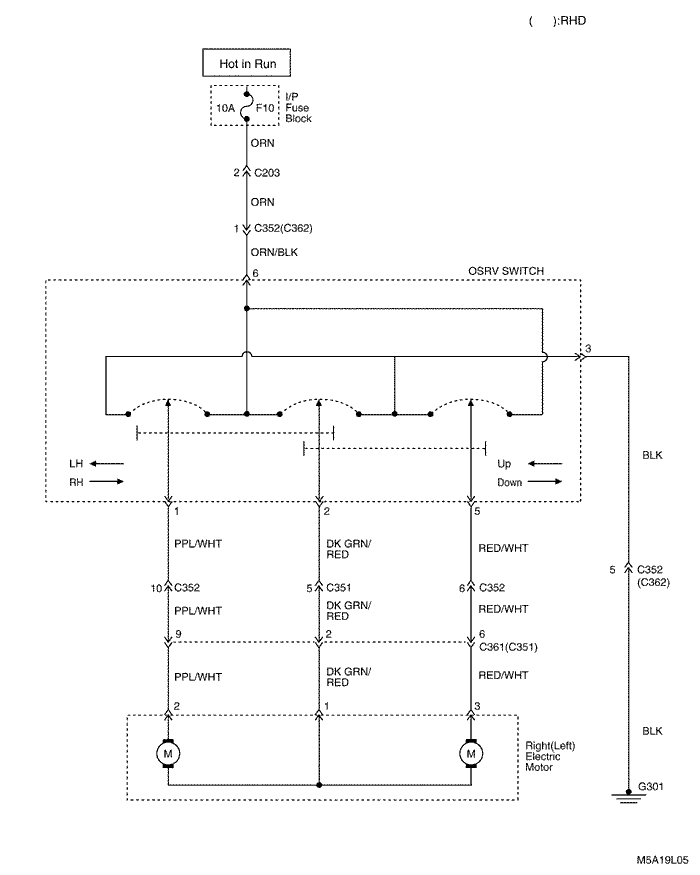 ( ):RHD
Hot in Run
10A F10
I/P
Fuse
Block
ORN
2 C203
ORN
1 C352(C362)
ORN/BLK
6
OSRV SWITCH
3
LH
RH
Up
Down
BLK
1
2
5
PPL/WHT
DK GRN/
RED
RED/WHT
10 C352
5 C351
6 C352
5 C352
(C362)
PPL/WHT
DK GRN/
RED
RED/WHT
9
2
6
C361(C351)
PPL/WHT
DK GRN/
RED
RED/WHT
2
1
3
BLK
M
M
Right(Left)
Electric
Motor
G301
M5A19L05